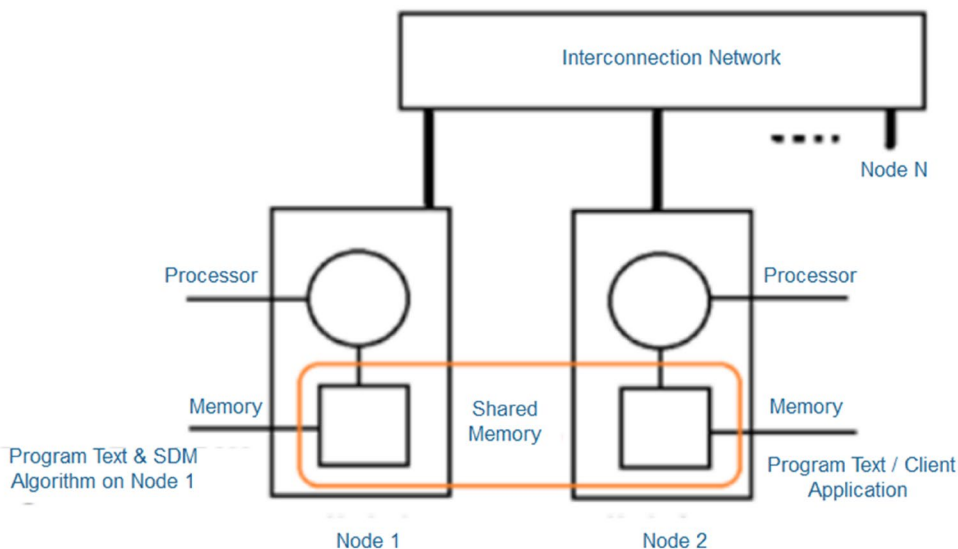 Interconnection Network
Node N
Processor
Processor
Memory
Shared
Memory
Memory
Program Text & SDM
Algorithm on Node 1
Program Text / Client
Application
Node 1
Node 2